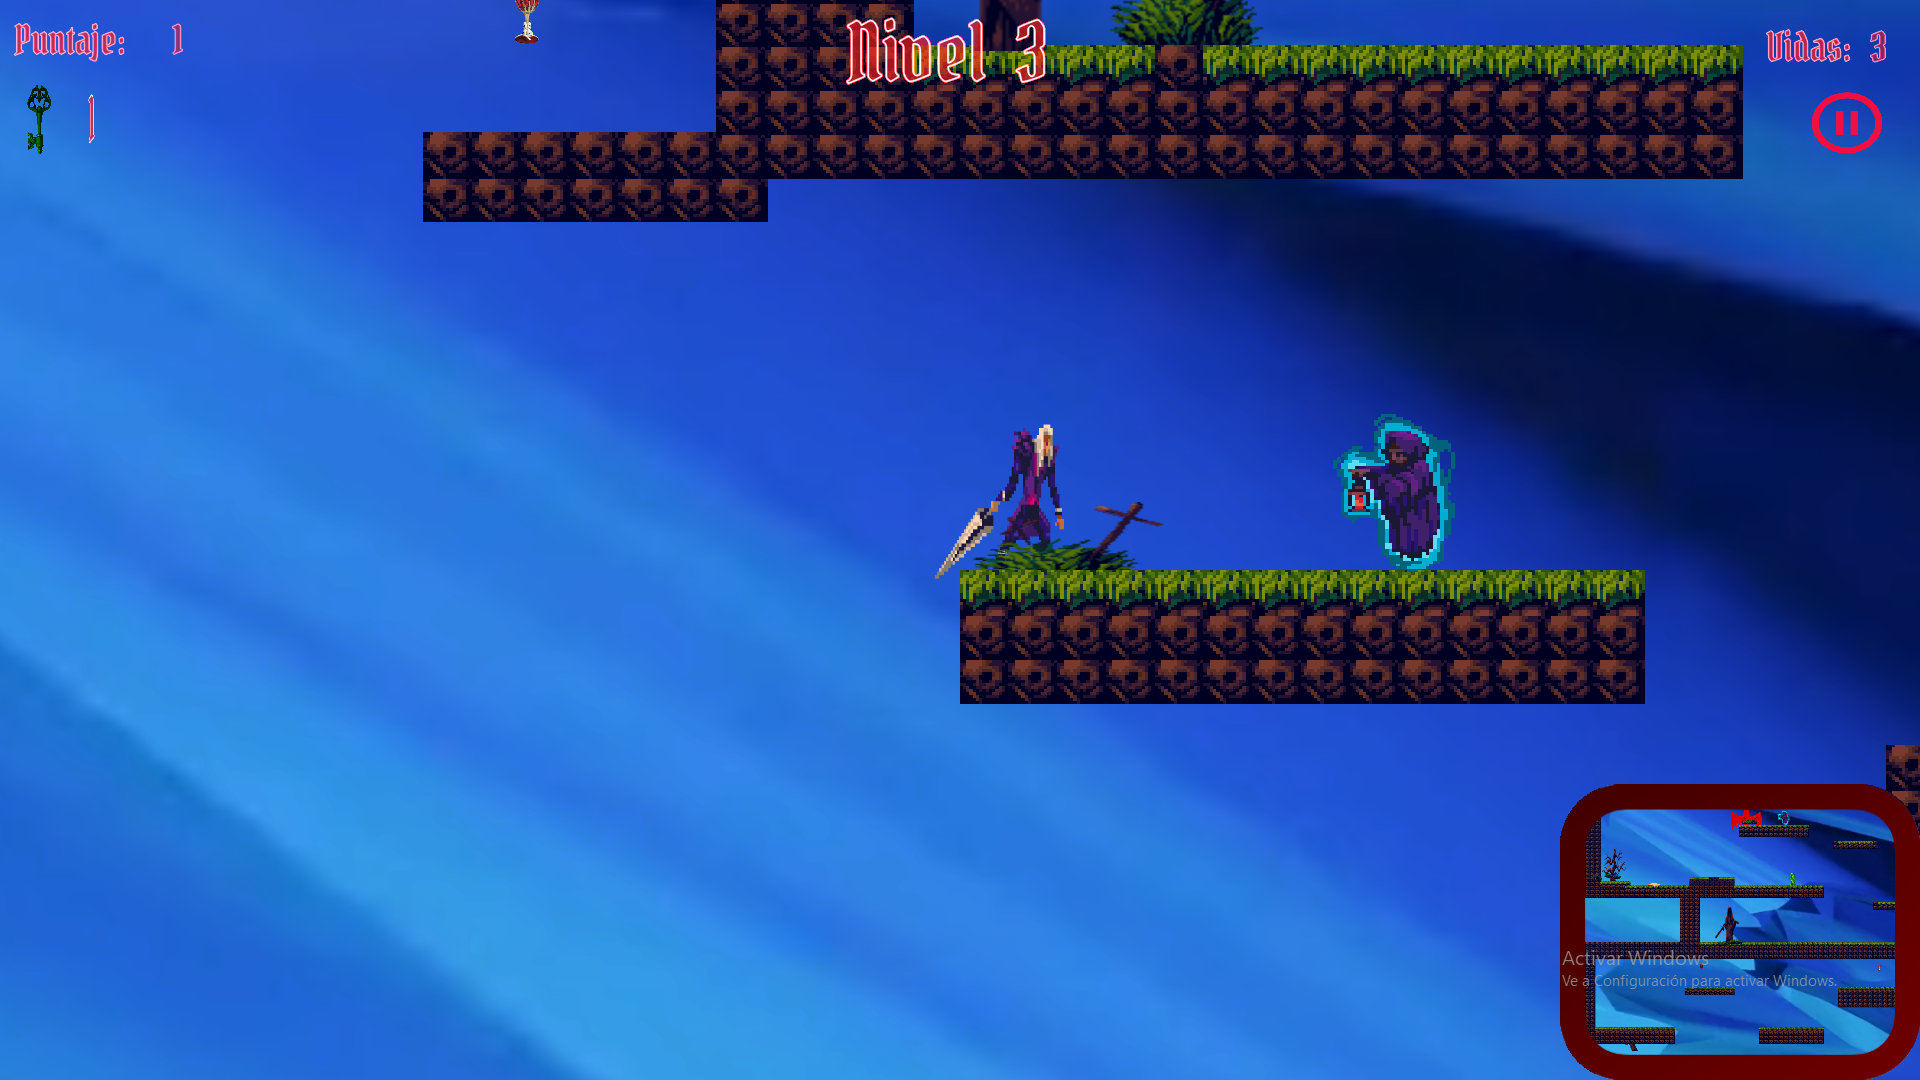 Puntaje: 1
Nivel 3
Vidas: 3
1
Activar Windows
Ve a Configuración para activar Windows.